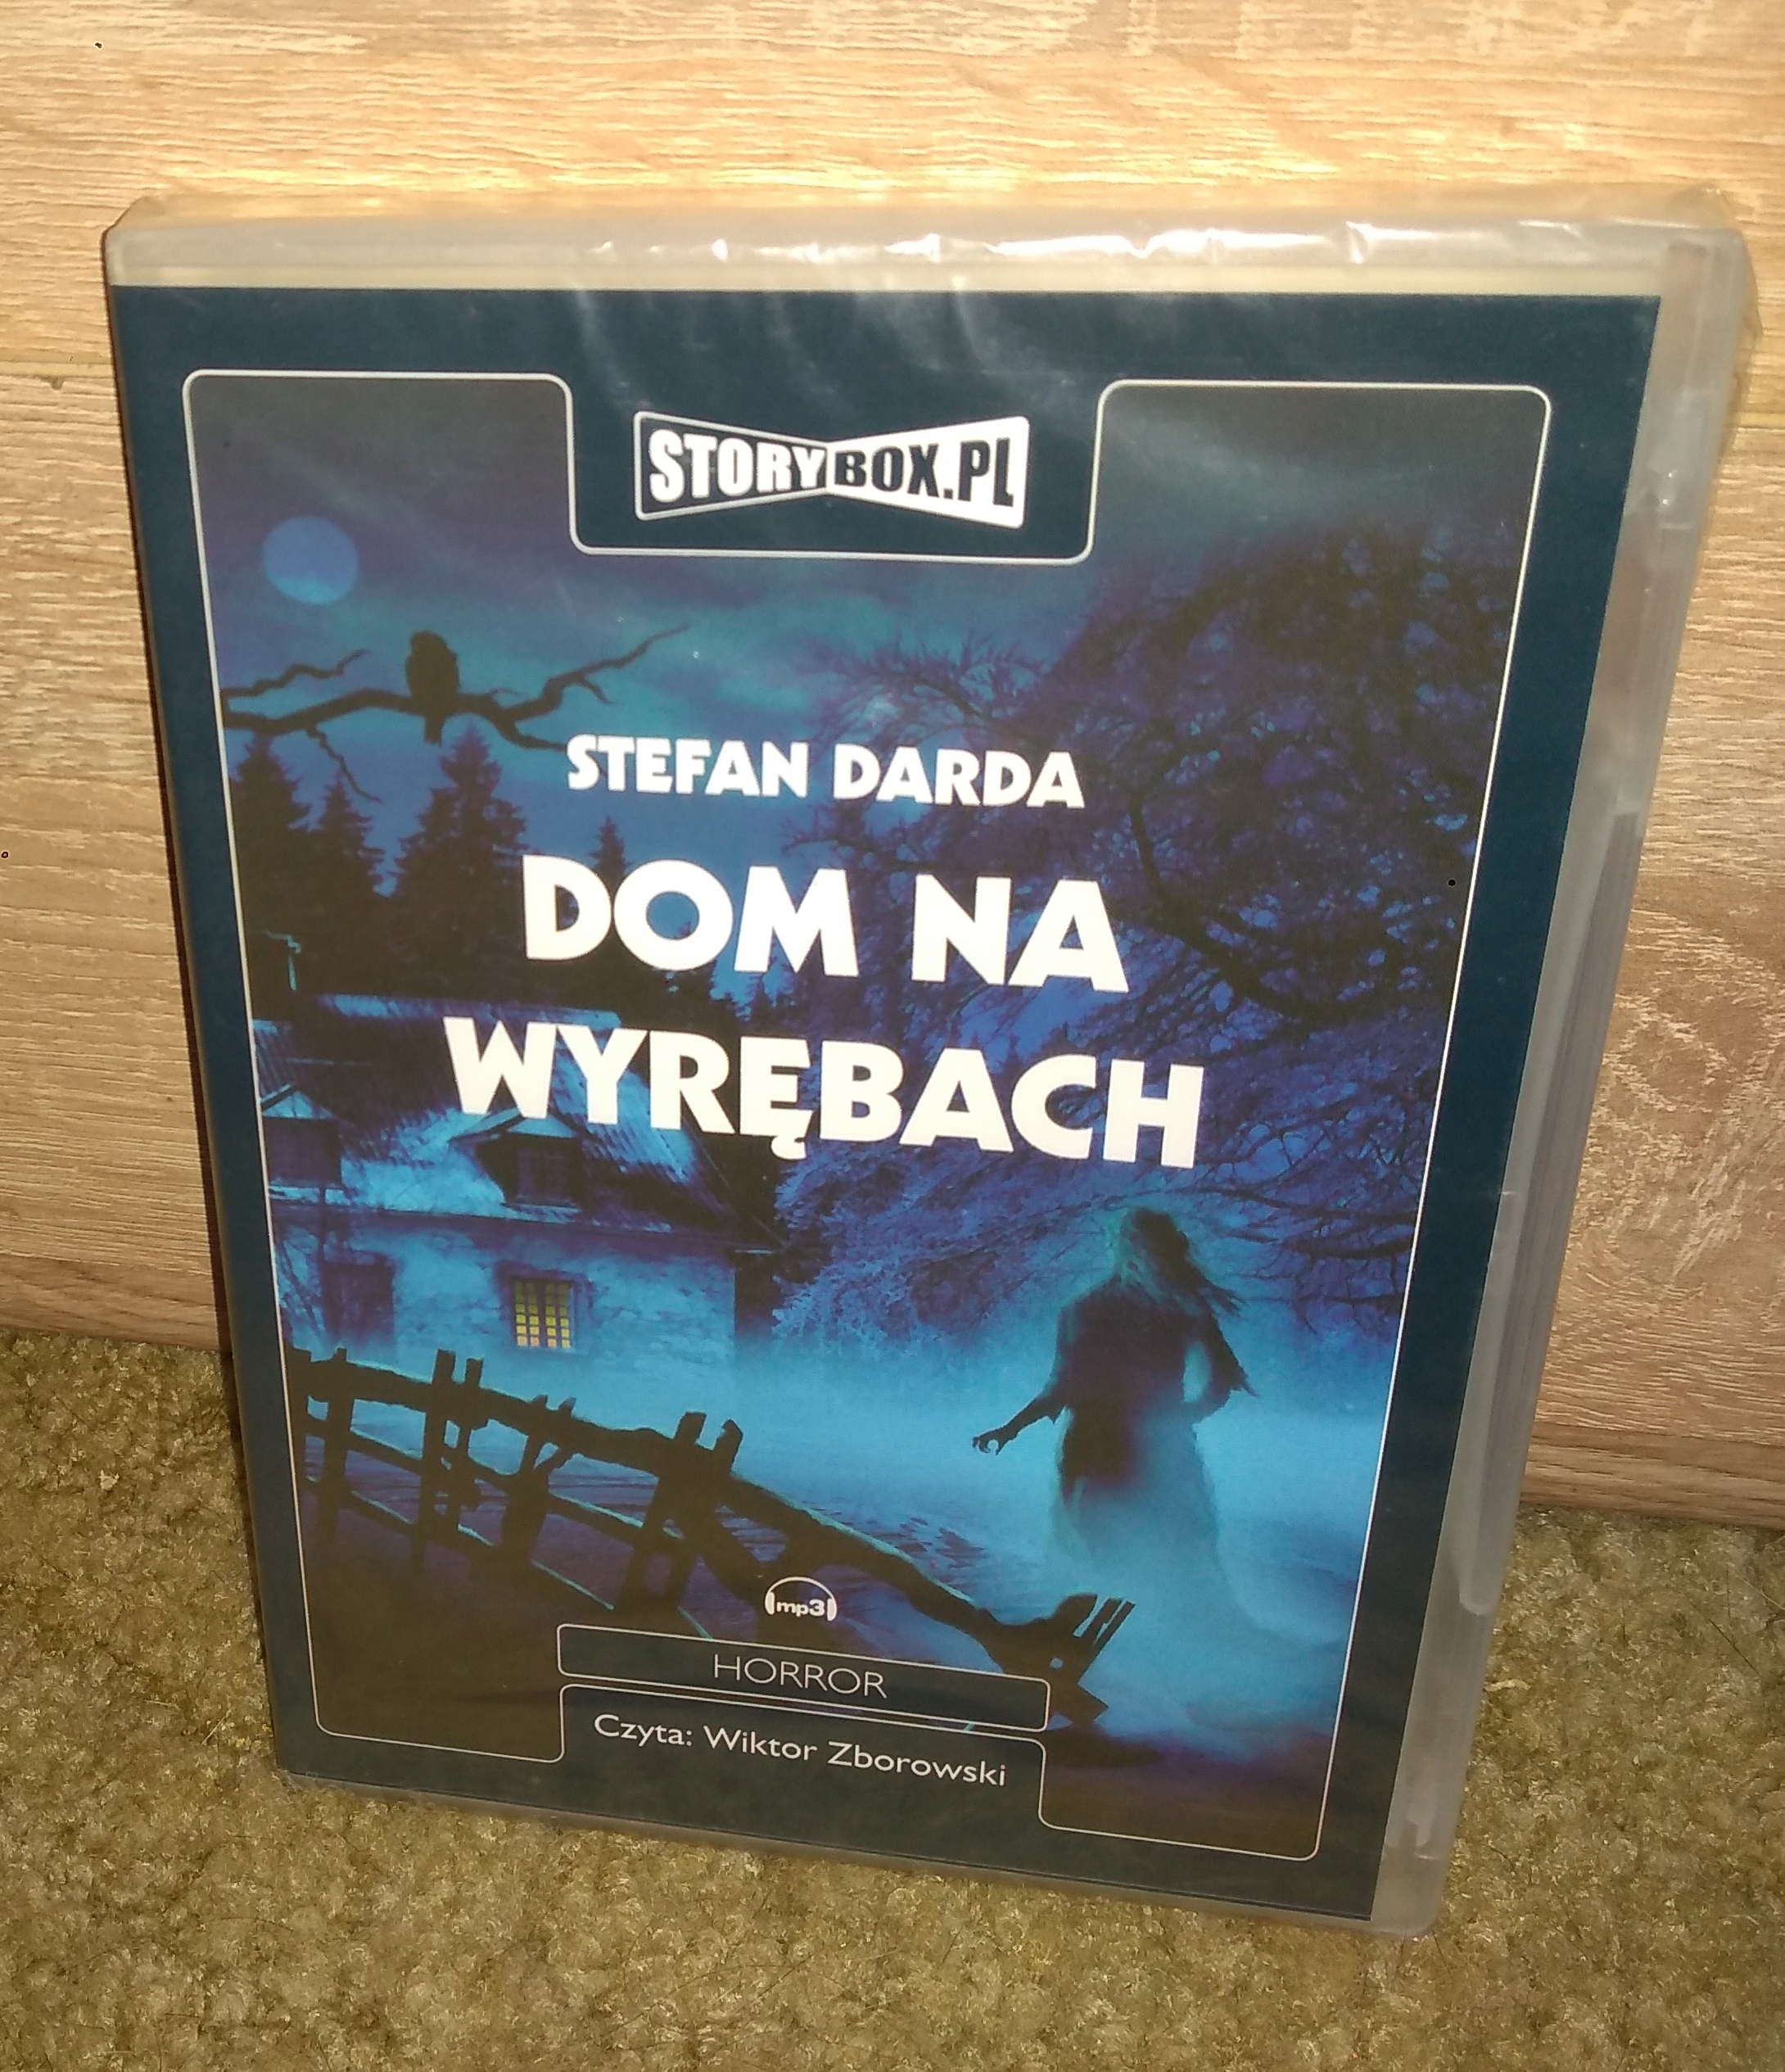 STORYBOX.PL
STEFAN DARDA
DOM NA
WYRĘBACH
mp3
HORROR
Czyta: Wiktor Zborowski